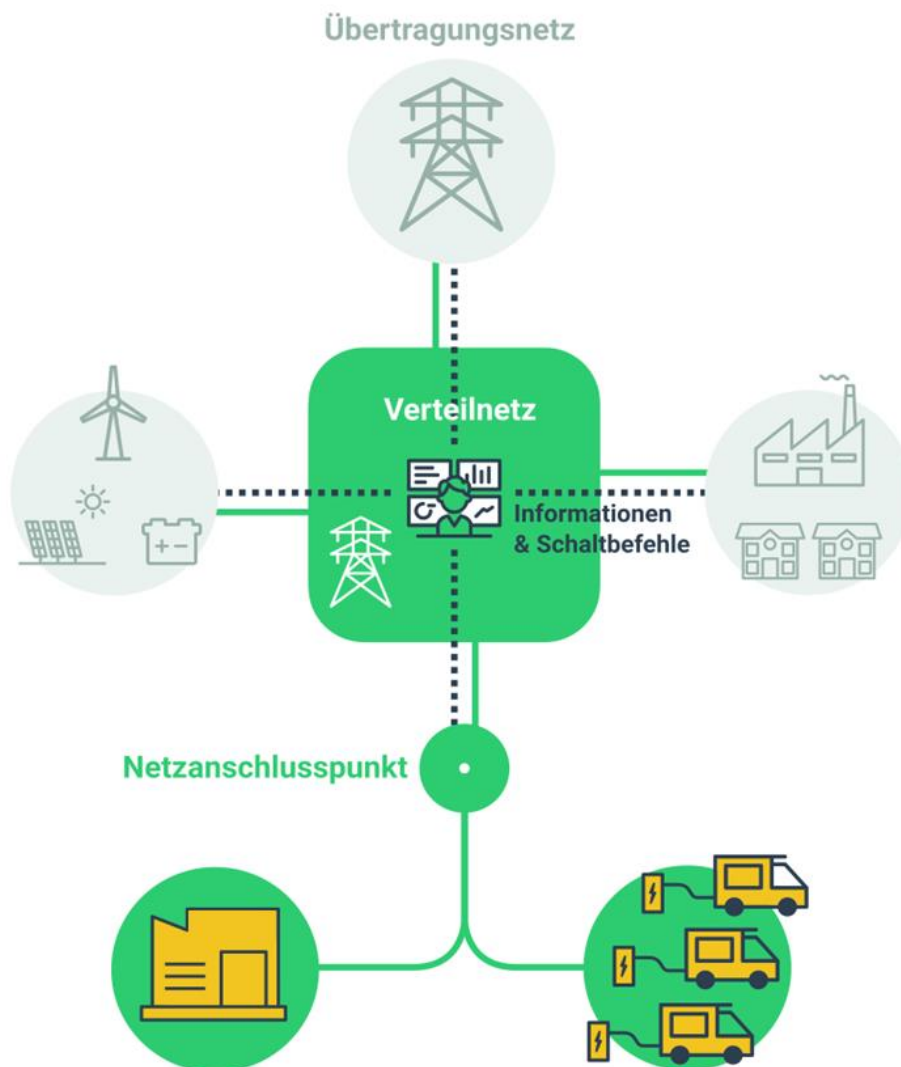 Übertragungsnetz
Verteilnetz
Informationen
& Schaltbefehle
Netzanschlusspunkt